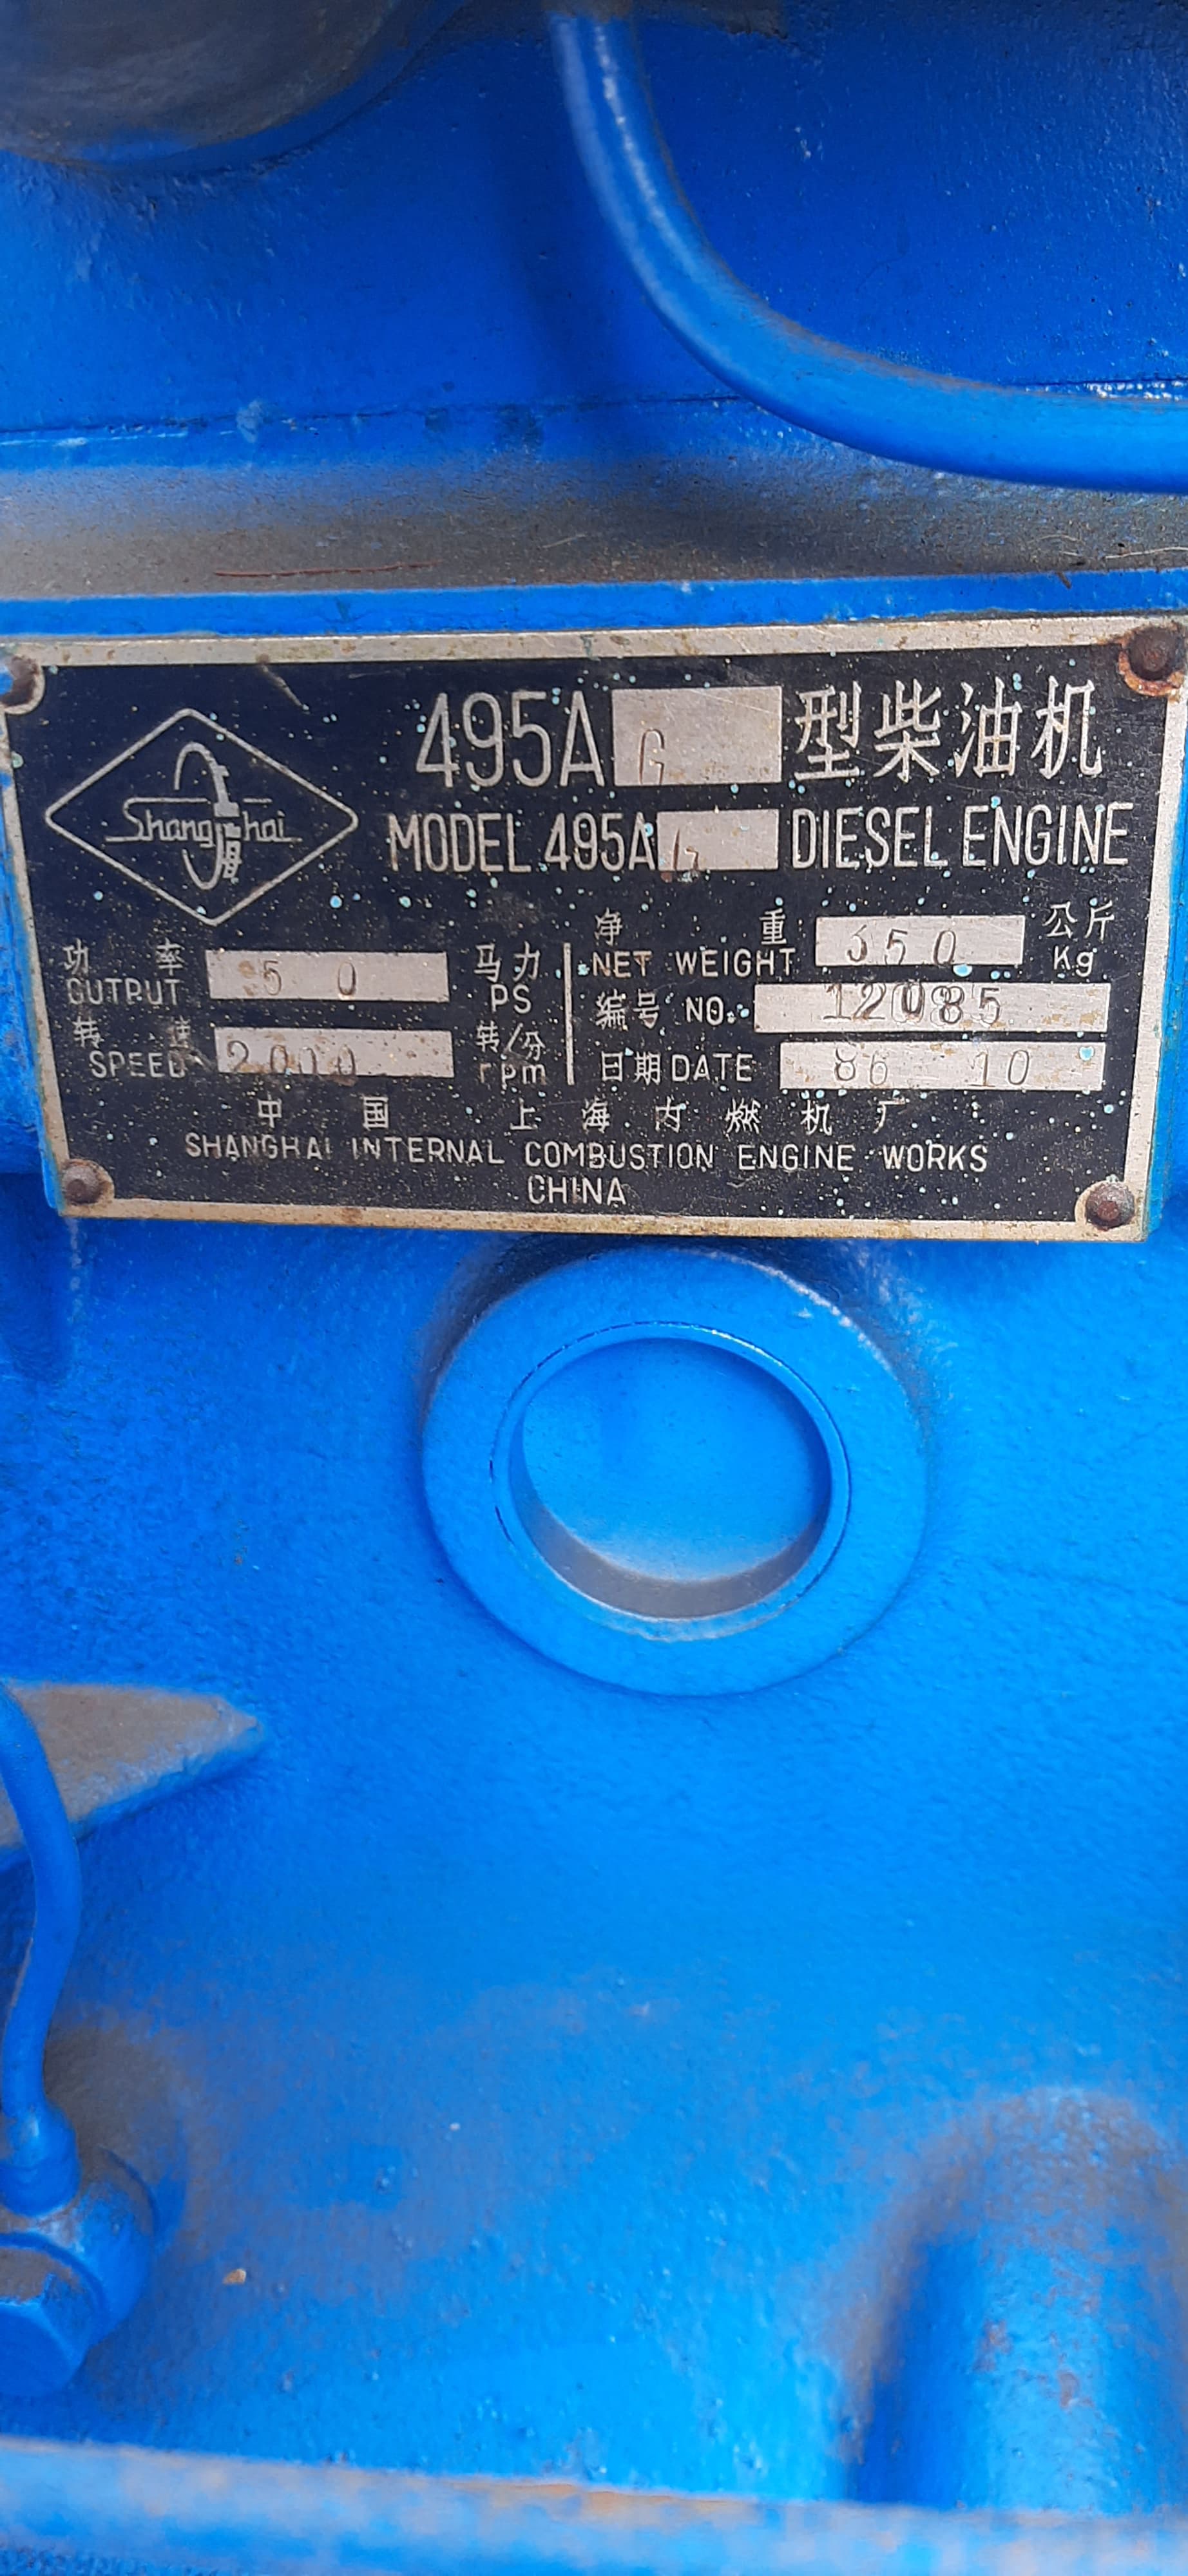 495A G 型柴油机
Shanghai 上海
MODEL 495A G DIESEL ENGINE
功 率 马力
OUTPUT 50 PS
转 速 转/分
SPEED 2000 rpm
净 重 公斤
NET WEIGHT 350 Kg
编号 NO. 12085
日期 DATE 86 10
中 国 上 海 内 燃 机 厂
SHANGHAI INTERNAL COMBUSTION ENGINE WORKS
CHINA